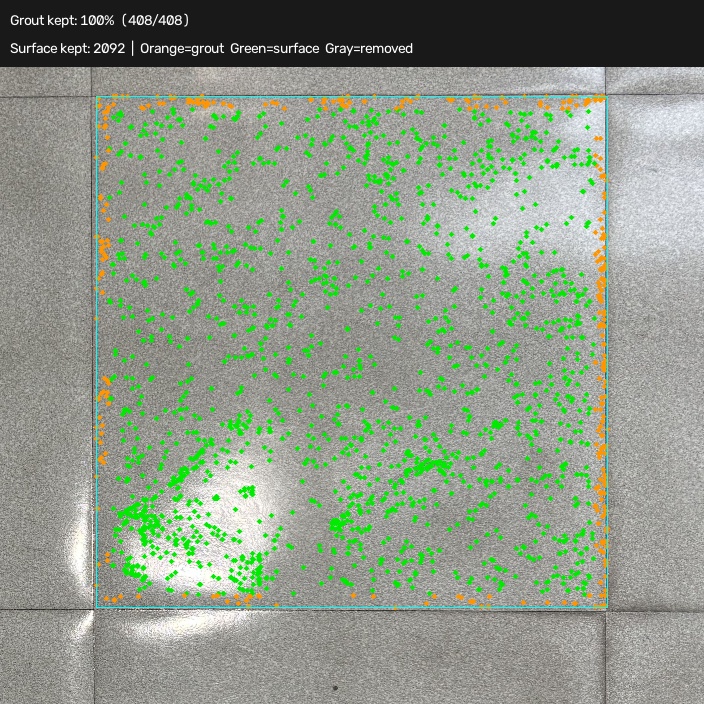 Grout kept: 100% (408/408)
Surface kept: 2092 | Orange=grout Green=surface Gray=removed